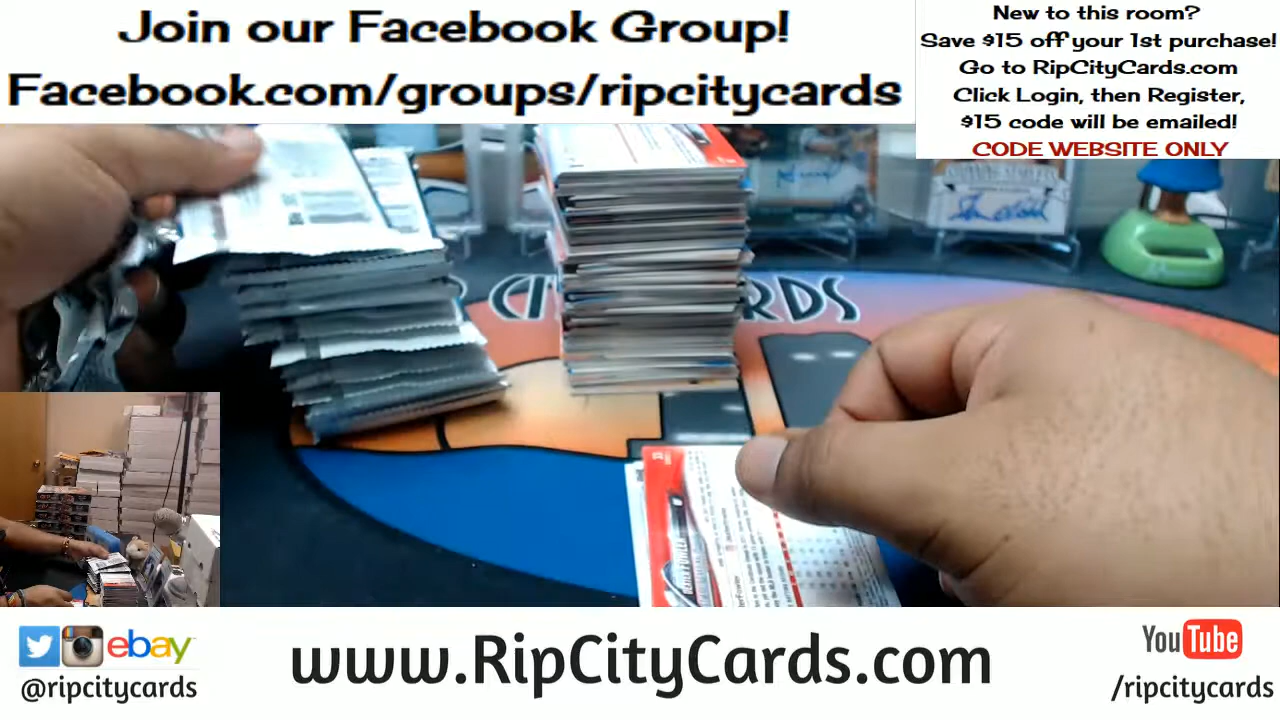 Join our Facebook Group!
Facebook.com/groups/ripcitycards
New to this room?
Save $15 off your 1st purchase!
Go to RipCityCards.com
Click Login, then Register,
$15 code will be emailed!
CODE WEBSITE ONLY
RDS
ebay
@ripcitycards
www.RipCityCards.com
YouTube
/ripcitycards